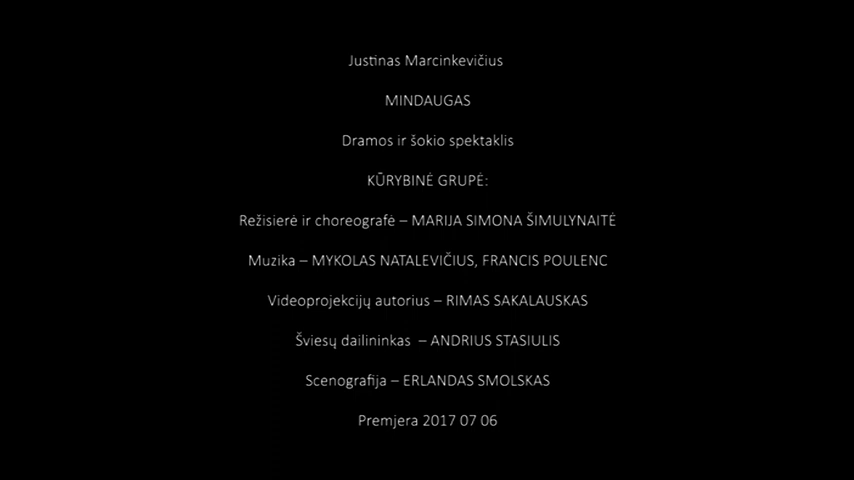 Justinas Marcinkevičius
MINDAUGAS
Dramos ir šokio spektaklis
KŪRYBINĖ GRUPĖ:
Režisierė ir choreografė – MARIJA SIMONA ŠIMULYNAITĖ
Muzika – MYKOLAS NATALEVIČIUS, FRANCIS POULENC
Videoprojekcijų autorius – RIMAS SAKALAUSKAS
Šviesų dailininkas – ANDRIUS STASIULIS
Scenografija – ERLANDAS SMOLSKAS
Premjera 2017 07 06